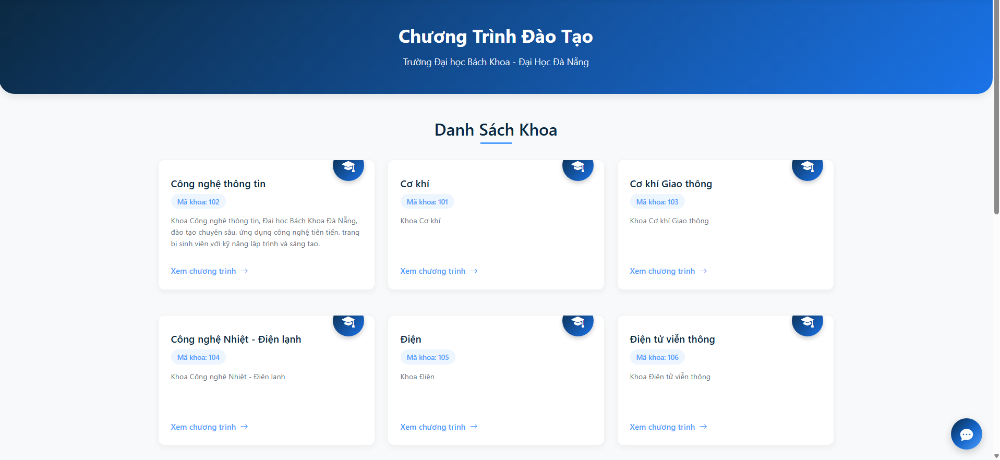 Chương Trình Đào Tạo
Trường Đại học Bách Khoa - Đại Học Đà Nẵng
Danh Sách Khoa
Công nghệ thông tin
Mã khoa: 102
Khoa Công nghệ thông tin, Đại học Bách Khoa Đà Nẵng,
đào tạo chuyên sâu, ứng dụng công nghệ tiên tiến, trang
bị sinh viên với kỹ năng lập trình và sáng tạo.
Xem chương trình →
Cơ khí
Mã khoa: 101
Khoa Cơ khí
Xem chương trình →
Cơ khí Giao thông
Mã khoa: 103
Khoa Cơ khí Giao thông
Xem chương trình →
Công nghệ Nhiệt - Điện lạnh
Mã khoa: 104
Khoa Công nghệ Nhiệt - Điện lạnh
Xem chương trình →
Điện
Mã khoa: 105
Khoa Điện
Xem chương trình →
Điện tử viễn thông
Mã khoa: 106
Khoa Điện tử viễn thông
Xem chương trình →